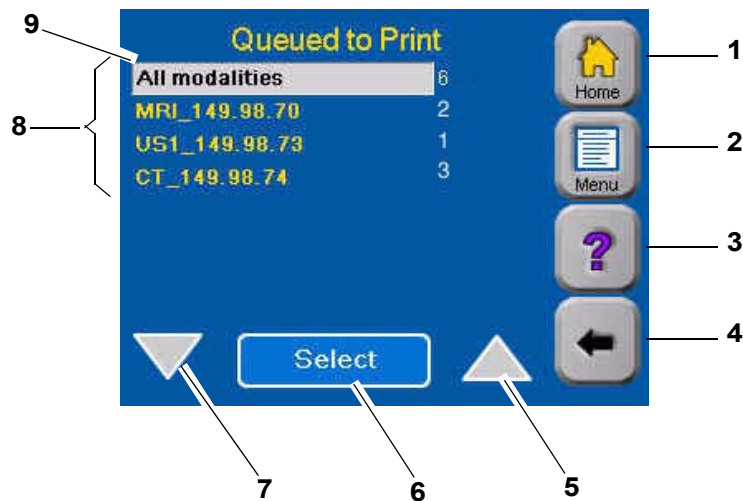 9
Queued to Print
1
All modalities 6
Home
MRI_149.98.70 2
8
US1_149.98.73 1
2
CT_149.98.74 3
Menu
?
3
4
Select
7
6
5